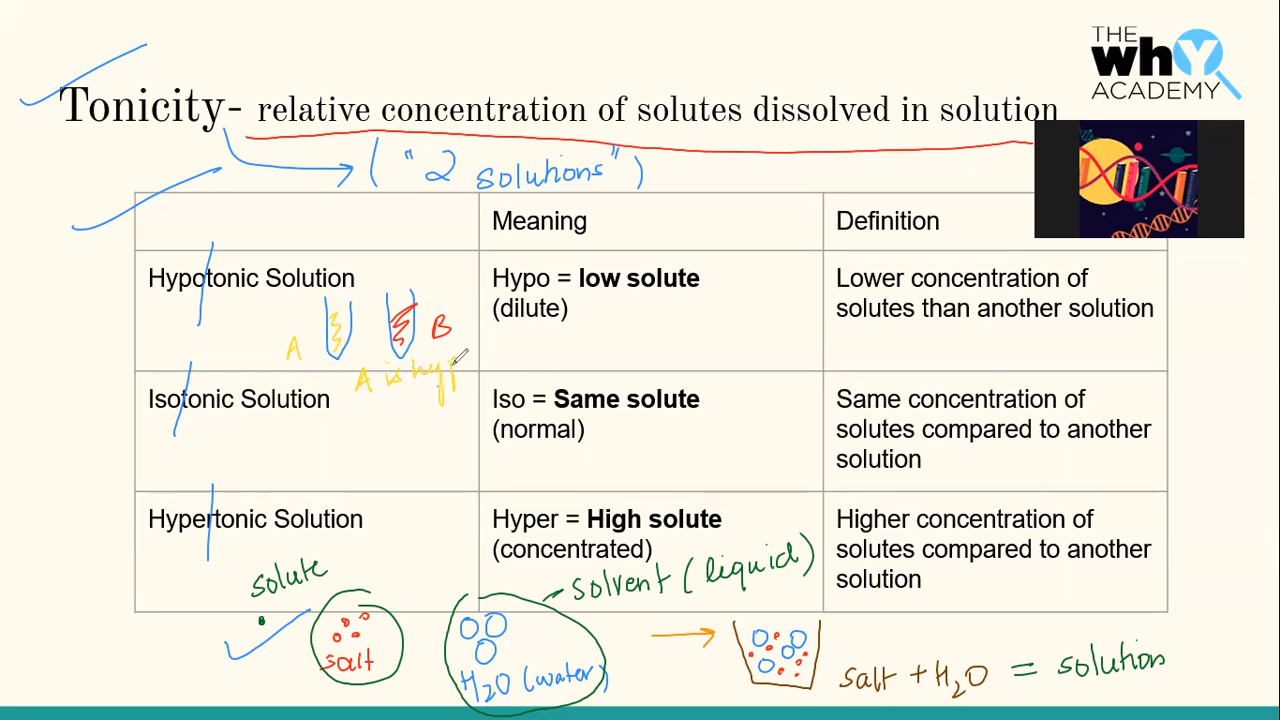 THE
whY
ACADEMY
Tonicity- relative concentration of solutes dissolved in solution
( "2 solutions" )
Meaning
Definition
Hypotonic Solution
Hypo = low solute
(dilute)
Lower concentration of
solutes than another solution
A
B
A is hyp
Isotonic Solution
Iso = Same solute
(normal)
Same concentration of
solutes compared to another
solution
Hypertonic Solution
Hyper = High solute
(concentrated)
Higher concentration of
solutes compared to another
solution
solute
solvent (liquid)
salt
H2O (water)
salt + H2O = solution